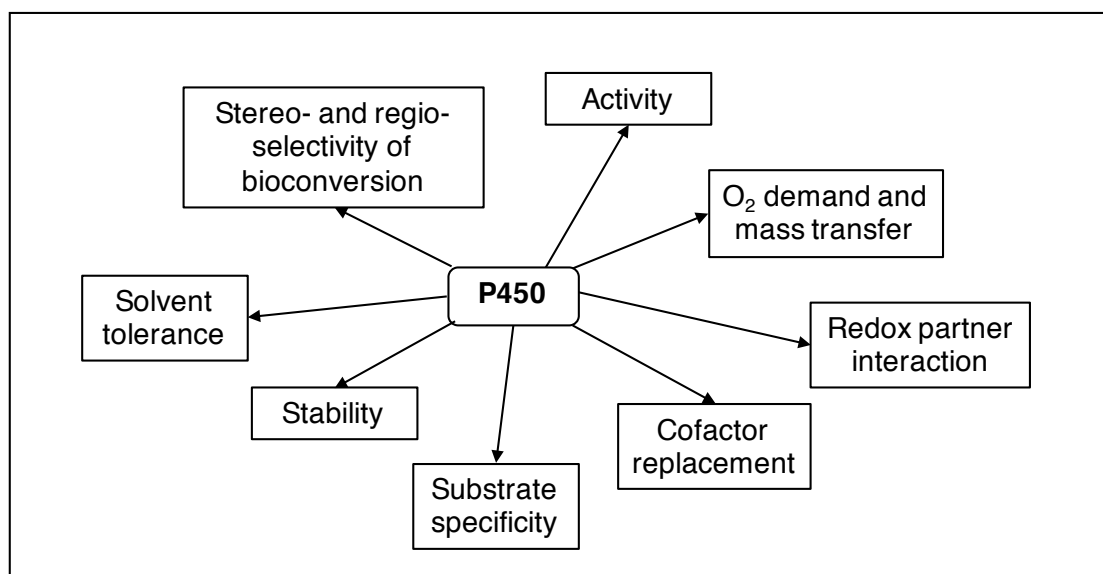 Stereo- and regio-
selectivity of
bioconversion
Activity
O₂ demand and
mass transfer
P450
Solvent
tolerance
Redox partner
interaction
Stability
Cofactor
replacement
Substrate
specificity